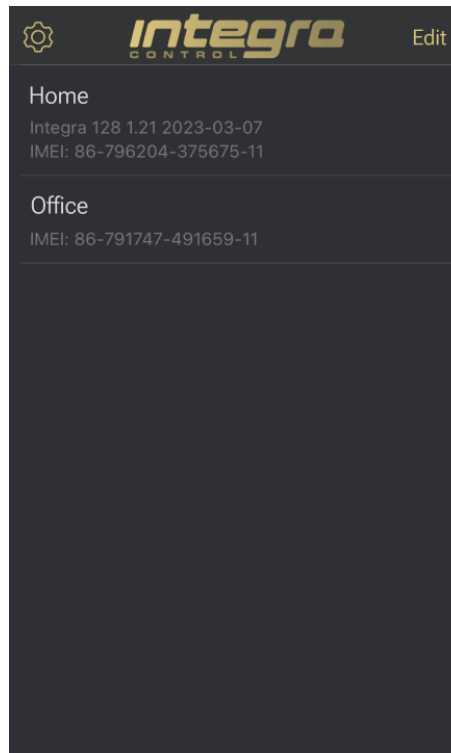 integra
CONTROL
Edit
Home
Integra 128 1.21 2023-03-07
IMEI: 86-796204-375675-11
Office
IMEI: 86-791747-491659-11